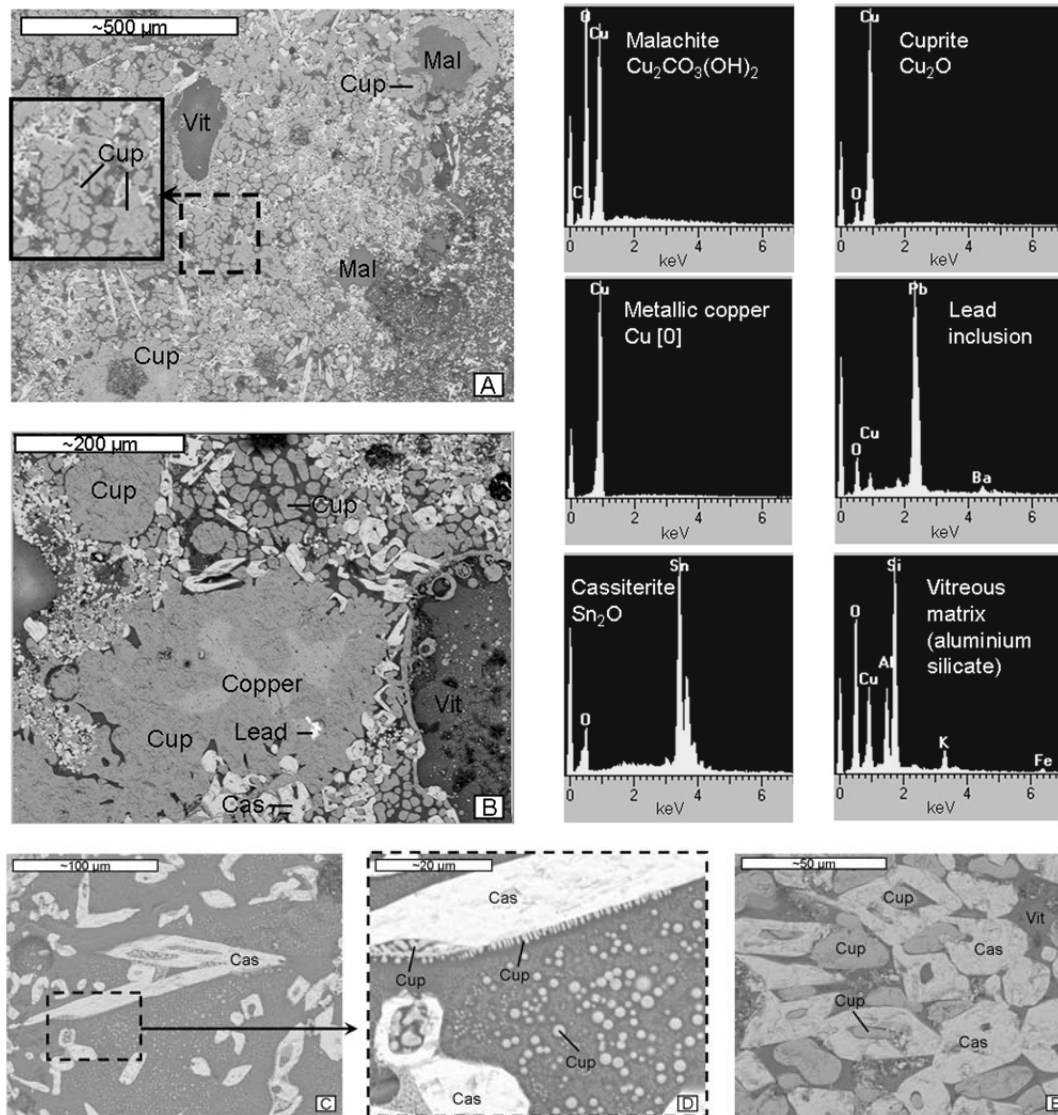 ~500 µm
Mal
Cup
Vit
Cup
Mal
Cup
A
~200 µm
Cup
Cup
Copper
Lead
Cup
Vit
Cas
B
O
Cu
C
Malachite
Cu₂CO₃(OH)₂
0 2 4 6
keV
Cu
O
Cuprite
Cu₂O
0 2 4 6
keV
Cu
Metallic copper
Cu [0]
0 2 4 6
keV
Pb
O
Cu
Ba
Lead
inclusion
0 2 4 6
keV
Cassiterite
Sn₂O
Sn
O
0 2 4 6
keV
Si
O
Al
Cu
K
Fe
Vitreous
matrix
(aluminium
silicate)
0 2 4 6
keV
~100 µm
Cas
C
~20 µm
Cas
Cup
Cup
Cup
Cas
D
~50 µm
Cup
Vit
Cup
Cas
Cup
Cas
E